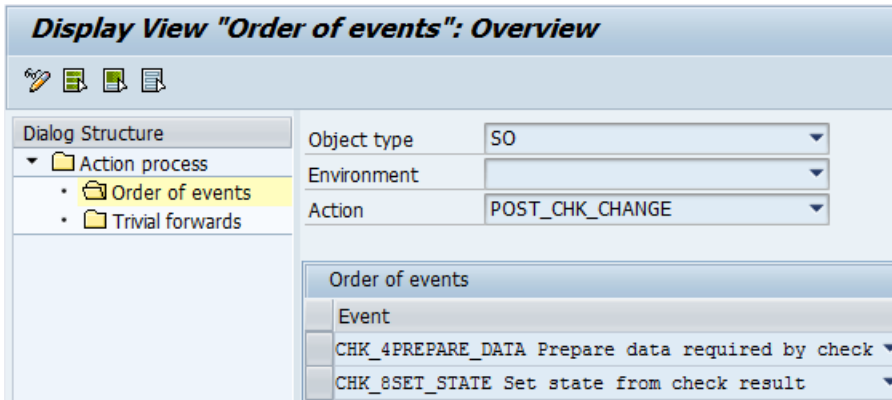 Display View "Order of events": Overview
Dialog Structure
Action process
Order of events
Trivial forwards
Object type SO
Environment
Action POST_CHK_CHANGE
Order of events
Event
CHK_4PREPARE_DATA Prepare data required by check
CHK_8SET_STATE Set state from check result